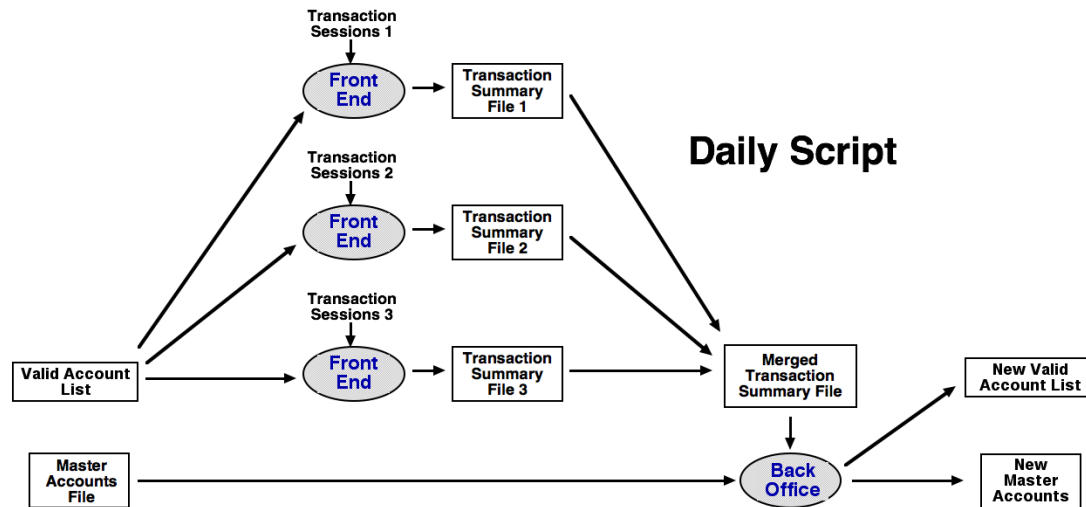 Transaction
Sessions 1
Front
End
Transaction
Summary
File 1
Daily Script
Transaction
Sessions 2
Front
End
Transaction
Summary
File 2
Transaction
Sessions 3
Front
End
Transaction
Summary
File 3
Valid Account
List
Merged
Transaction
Summary File
New Valid
Account List
Master
Accounts
File
Back
Office
New
Master
Accounts